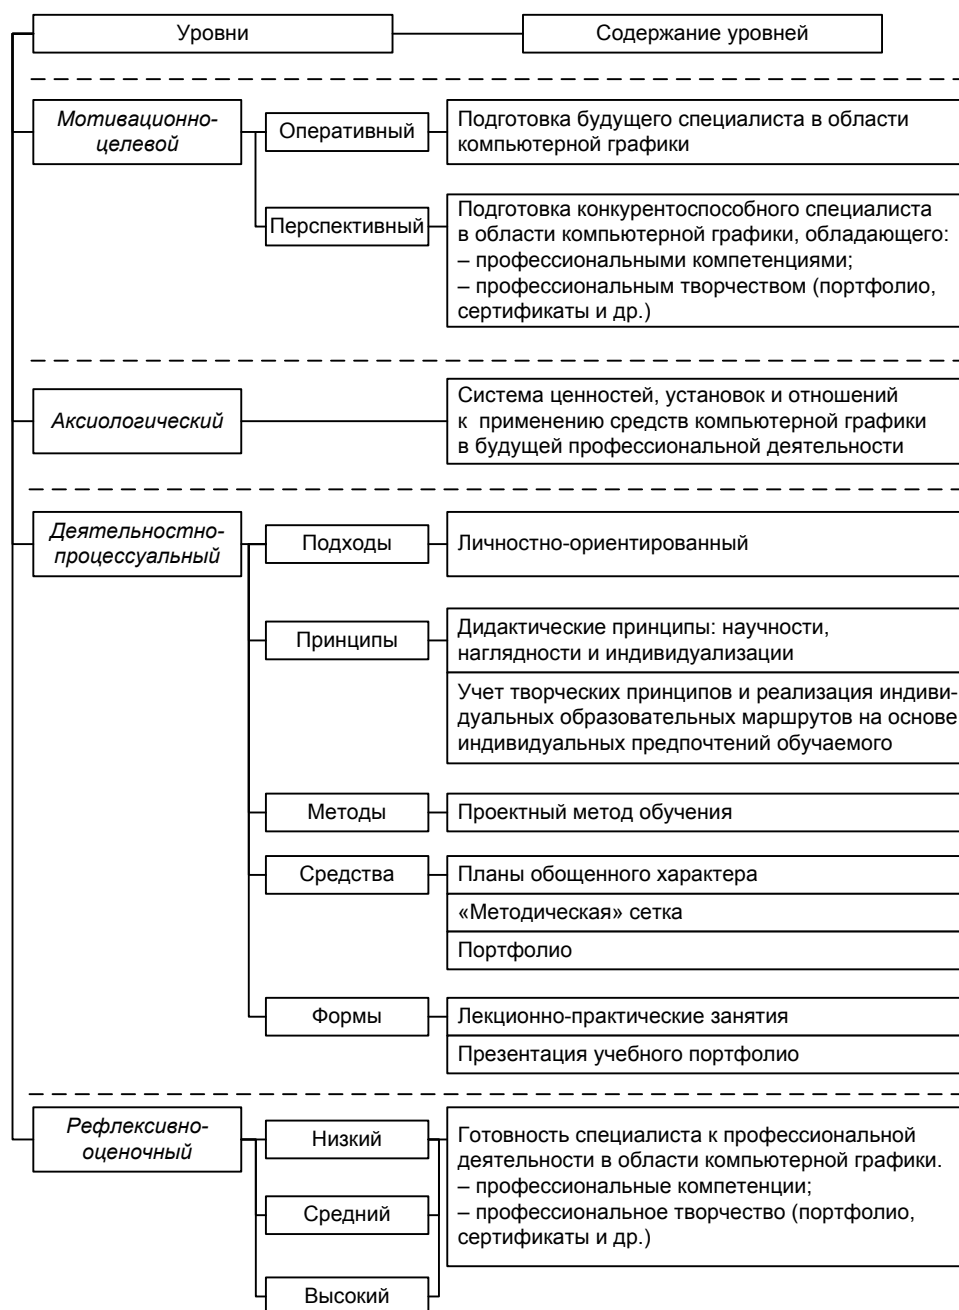 Уровни
Содержание уровней
Мотивационно-
целевой
Оперативный
Подготовка будущего специалиста в области
компьютерной графики
Перспективный
Подготовка конкурентоспособного специалиста
в области компьютерной графики, обладающего:
– профессиональными компетенциями;
– профессиональным творчеством (портфолио,
сертификаты и др.)
Аксиологический
Система ценностей, установок и отношений
к применению средств компьютерной графики
в будущей профессиональной деятельности
Деятельностно-
процессуальный
Подходы
Личностно-ориентированный
Принципы
Дидактические принципы: научности,
наглядности и индивидуализации
Учет творческих принципов и реализация индиви-
дуальных образовательных маршрутов на основе
индивидуальных предпочтений обучаемого
Методы
Проектный метод обучения
Средства
Планы обощенного характера
«Методическая» сетка
Портфолио
Формы
Лекционно-практические занятия
Презентация учебного портфолио
Рефлексивно-
оценочный
Низкий
Средний
Высокий
Готовность специалиста к профессиональной
деятельности в области компьютерной графики.
– профессиональные компетенции;
– профессиональное творчество (портфолио,
сертификаты и др.)